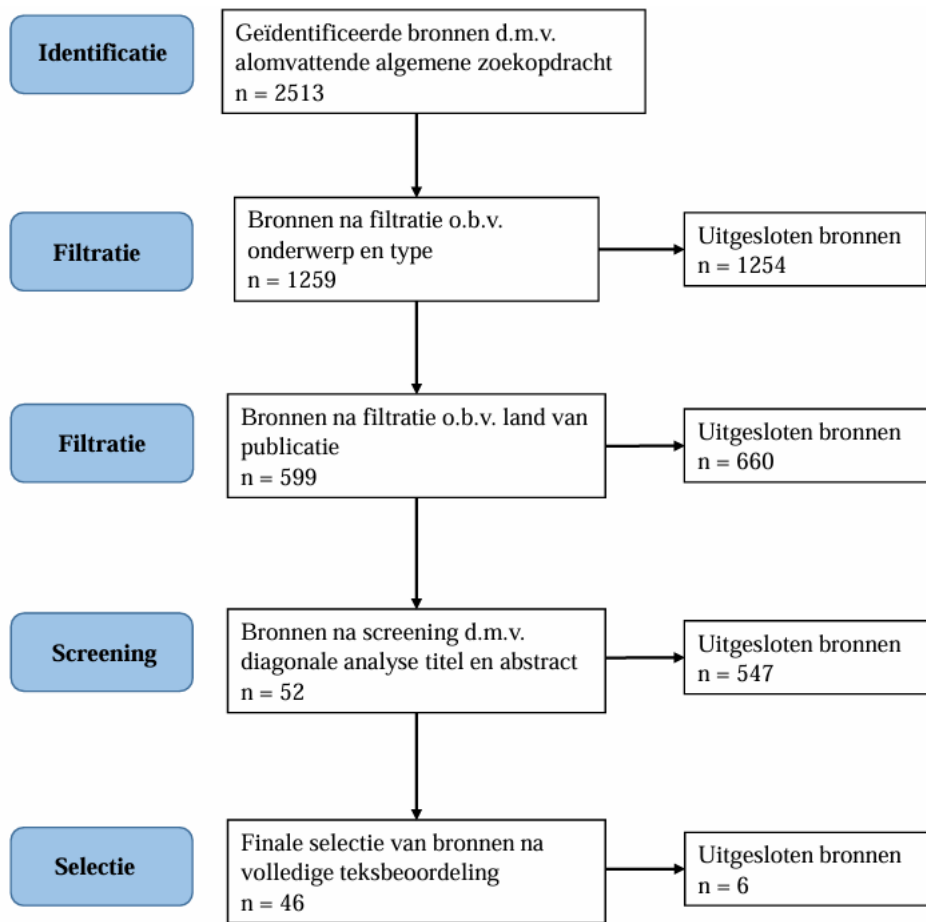 Identificatie
Geïdentificeerde bronnen d.m.v.
alomvattende algemene zoekopdracht
n = 2513
Filtratie
Bronnen na filtratie o.b.v.
onderwerp en type
n = 1259
Uitgesloten bronnen
n = 1254
Filtratie
Bronnen na filtratie o.b.v. land van
publicatie
n = 599
Uitgesloten bronnen
n = 660
Screening
Bronnen na screening d.m.v.
diagonale analyse titel en abstract
n = 52
Uitgesloten bronnen
n = 547
Selectie
Finale selectie van bronnen na
volledige teksbeoordeling
n = 46
Uitgesloten bronnen
n = 6